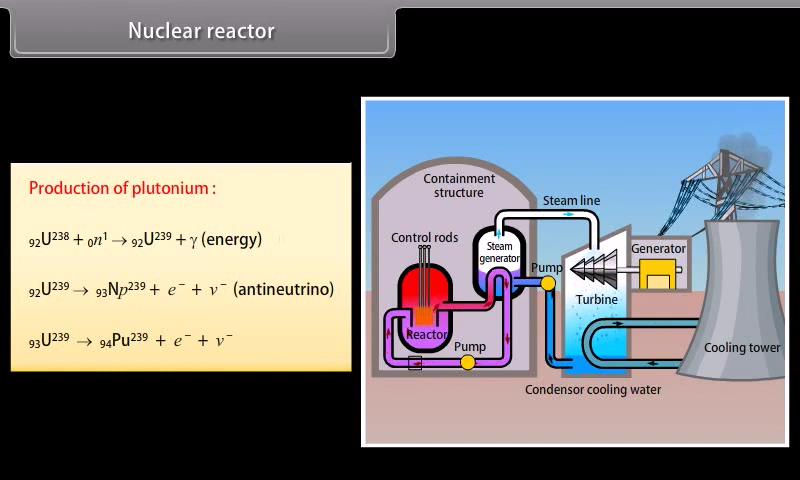 Nuclear reactor
Production of plutonium :
₉₂U²³⁸ + ₀n¹ → ₉₂U²³⁹ + γ (energy)
₉₂U²³⁹ → ₉₃Np²³⁹ + e⁻ + ν⁻ (antineutrino)
₉₃U²³⁹ → ₉₄Pu²³⁹ + e⁻ + ν⁻
Containment
structure
Steam line
Control rods
Steam
generator
Pump
Generator
Turbine
Reactor
Pump
Cooling tower
Condensor cooling water